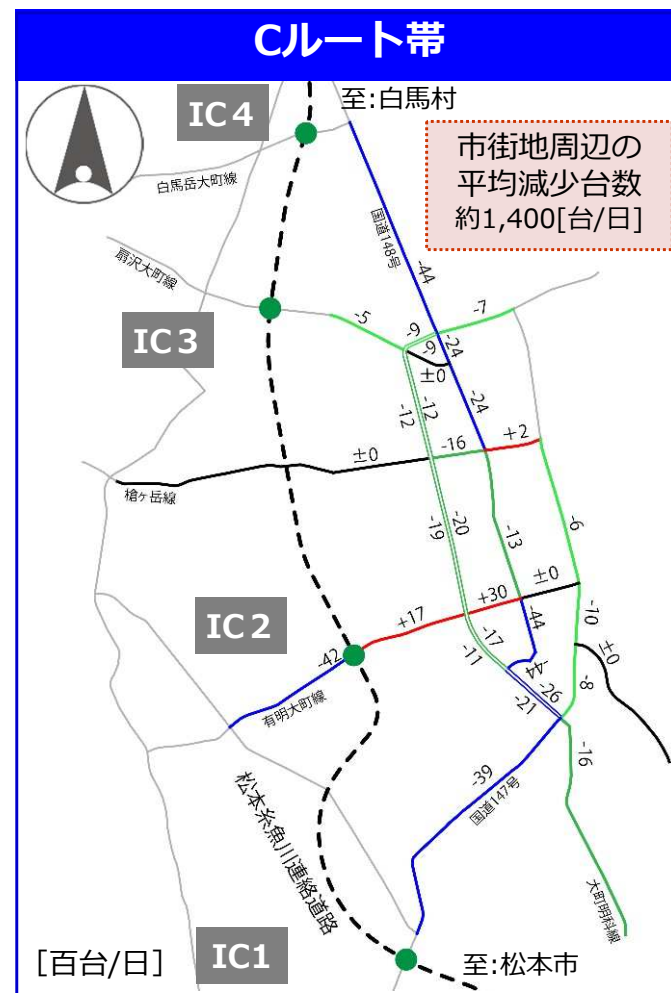 Cルート帯
至:白馬村
IC4
市街地周辺の
平均減少台数
約1,400[台/日]
白馬岳大町線
国道148号
-44
扇沢大町線
-5
-9
-7
IC3
-9
-24
±0
-12
-12
-24
-16
+2
±0
槍ヶ岳線
-19
-20
-13
-6
±0
+30
+17
-44
-10
IC2
-17
±0
-42
-11
-44
-8
-26
有明大町線
-21
-16
-39
国道147号
松本糸魚川連絡道路
大町明科線
[百台/日]
IC1
至:松本市